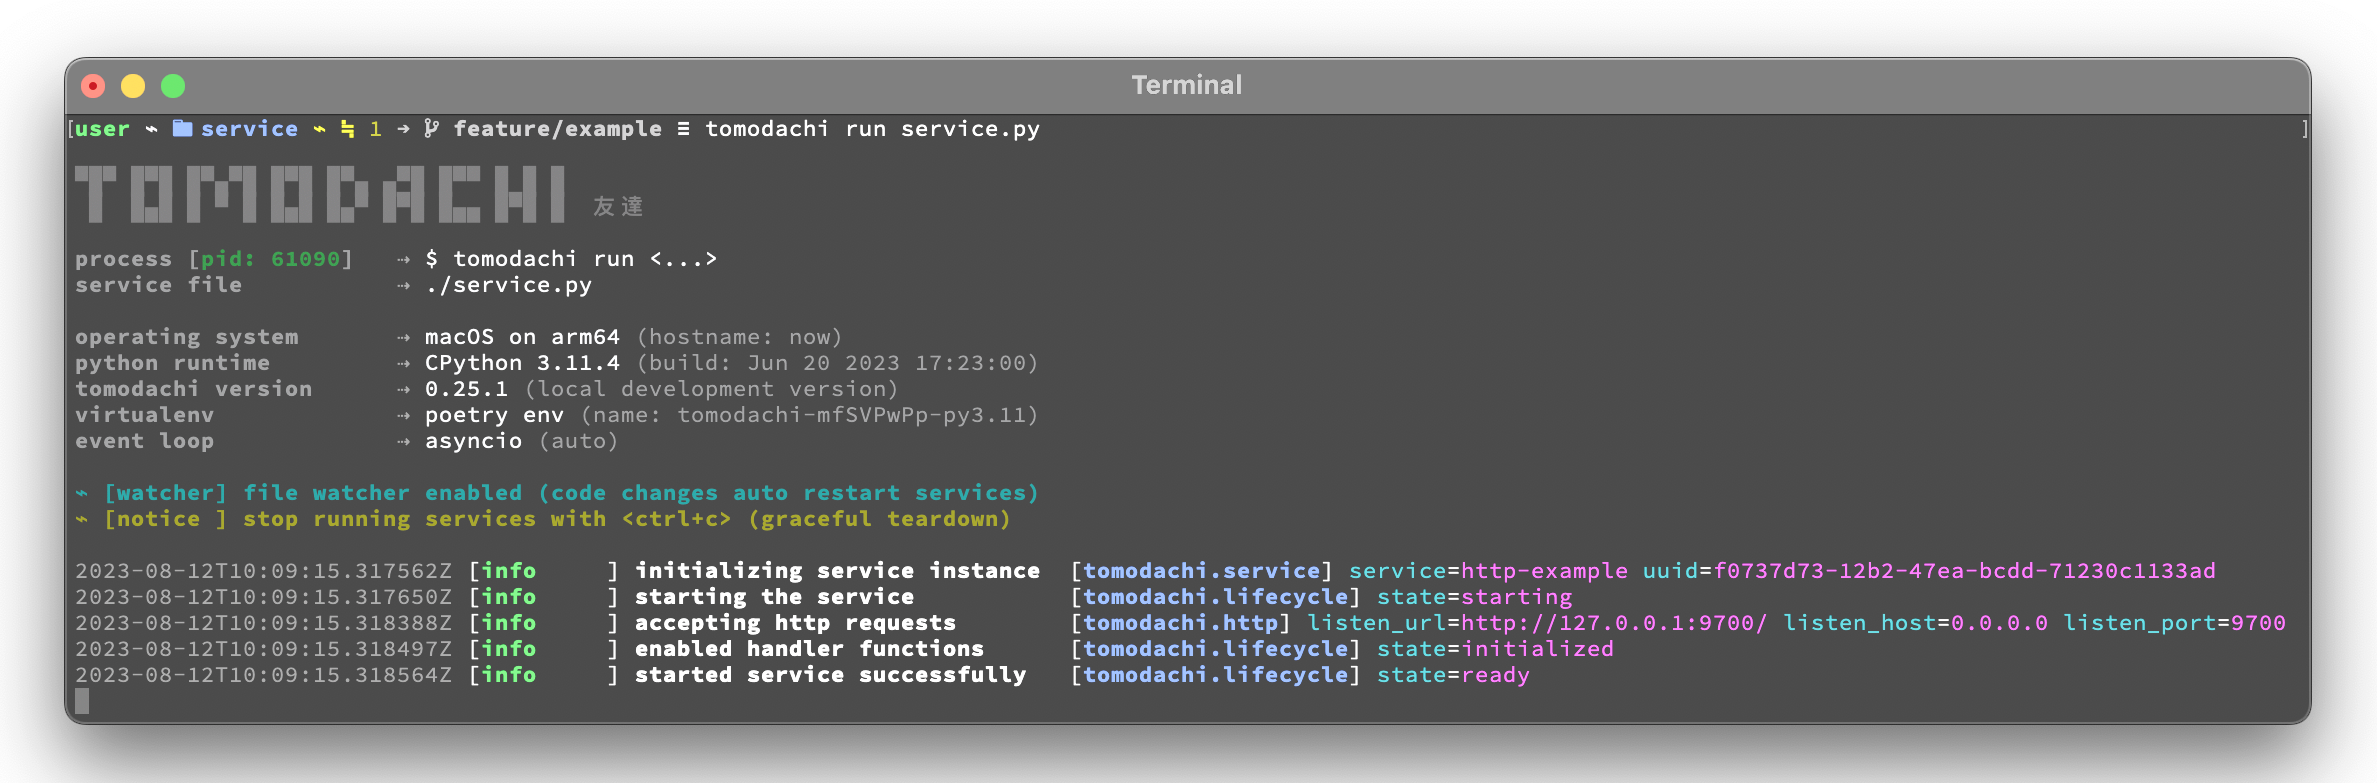 Terminal
[user ~ service ~ 1 → feature/example ≡ tomodachi run service.py ]
TOMODACHI 友達
process [pid: 61090] ⇢ $ tomodachi run <...>
service file ⇢ ./service.py
operating system ⇢ macOS on arm64 (hostname: now)
python runtime ⇢ CPython 3.11.4 (build: Jun 20 2023 17:23:00)
tomodachi version ⇢ 0.25.1 (local development version)
virtualenv ⇢ poetry env (name: tomodachi-mfSVPwPp-py3.11)
event loop ⇢ asyncio (auto)
⌁ [watcher] file watcher enabled (code changes auto restart services)
⌁ [notice ] stop running services with <ctrl+c> (graceful teardown)
2023-08-12T10:09:15.317562Z [info     ] initializing service instance  [tomodachi.service] service=http-example uuid=f0737d73-12b2-47ea-bcdd-71230c1133ad
2023-08-12T10:09:15.317650Z [info     ] starting the service           [tomodachi.lifecycle] state=starting
2023-08-12T10:09:15.318388Z [info     ] accepting http requests        [tomodachi.http] listen_url=http://127.0.0.1:9700/ listen_host=0.0.0.0 listen_port=9700
2023-08-12T10:09:15.318497Z [info     ] enabled handler functions      [tomodachi.lifecycle] state=initialized
2023-08-12T10:09:15.318564Z [info     ] started service successfully   [tomodachi.lifecycle] state=ready